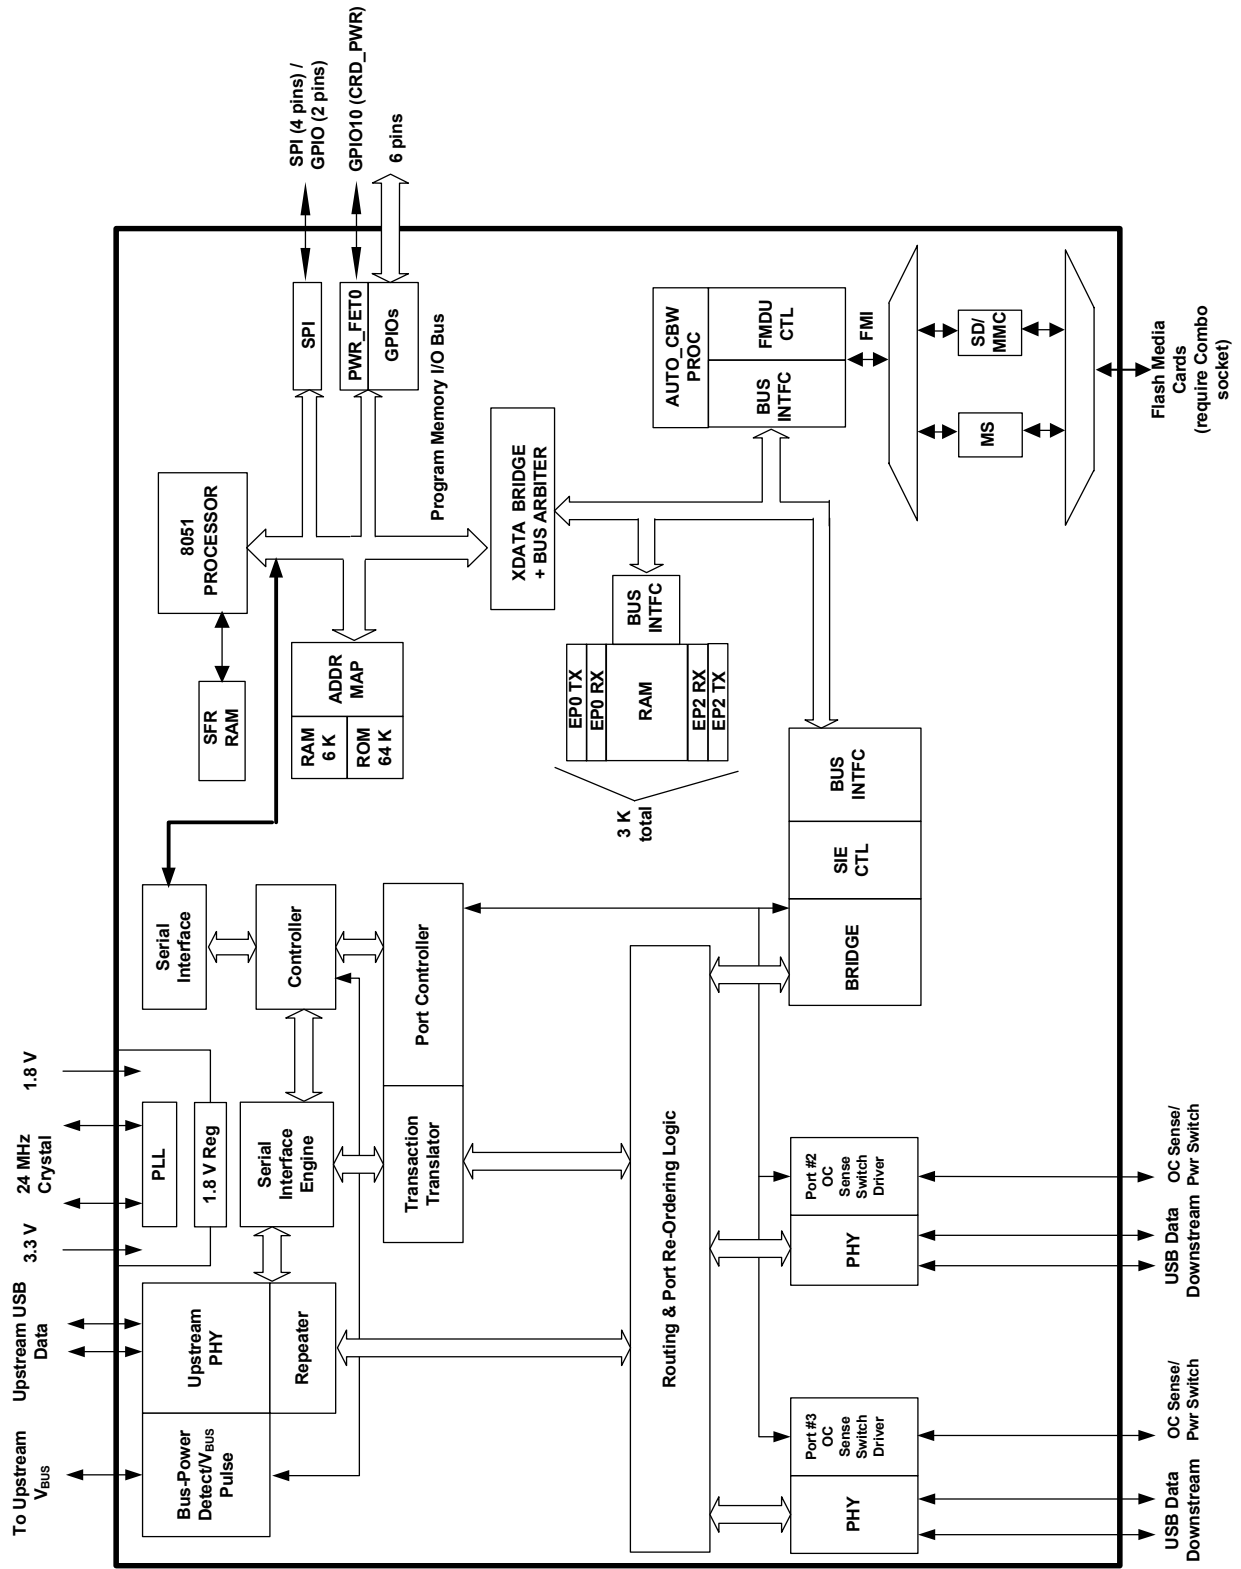 To Upstream
VBUS
Upstream USB
Data
3.3 V
24 MHz
Crystal
1.8 V
Bus-Power
Detect/VBUS
Pulse
Upstream
PHY
Repeater
PLL
1.8 V Reg
Serial
Interface
Engine
Serial
Interface
Controller
Transaction
Translator
Port Controller
SFR
RAM
8051
PROCESSOR
RAM
6 K
ROM
64 K
ADDR
MAP
SPI
PWR_FET0
GPIOs
SPI (4 pins) /
GPIO (2 pins)
GPIO10 (CRD_PWR)
6 pins
Program Memory I/O Bus
XDATA BRIDGE
+ BUS ARBITER
3 K
total
EP0 TX
EP0 RX
RAM
EP2 RX
EP2 TX
BUS
INTFC
AUTO_CBW
PROC
BUS
INTFC
FMDU
CTL
FMI
MS
SD/
MMC
Flash Media
Cards
(require Combo
socket)
Routing & Port Re-Ordering Logic
BRIDGE
SIE
CTL
BUS
INTFC
PHY
Port #3
OC
Sense
Switch
Driver
PHY
Port #2
OC
Sense
Switch
Driver
USB Data
Downstream
OC Sense/
Pwr Switch
USB Data
Downstream
OC Sense/
Pwr Switch